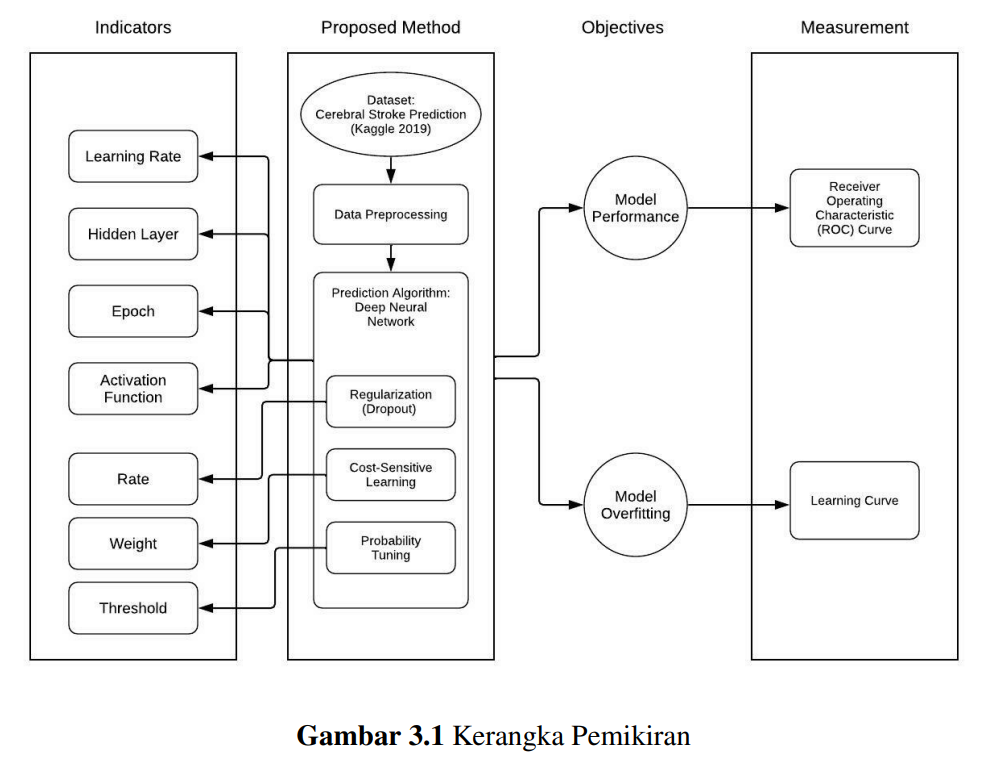 Indicators
Proposed Method
Objectives
Measurement
Learning Rate
Hidden Layer
Epoch
Activation
Function
Rate
Weight
Threshold
Dataset:
Cerebral Stroke Prediction
(Kaggle 2019)
Data Preprocessing
Prediction Algorithm:
Deep Neural
Network
Regularization
(Dropout)
Cost-Sensitive
Learning
Probability
Tuning
Model
Performance
Model
Overfitting
Receiver
Operating
Characteristic
(ROC) Curve
Learning Curve
Gambar 3.1 Kerangka Pemikiran